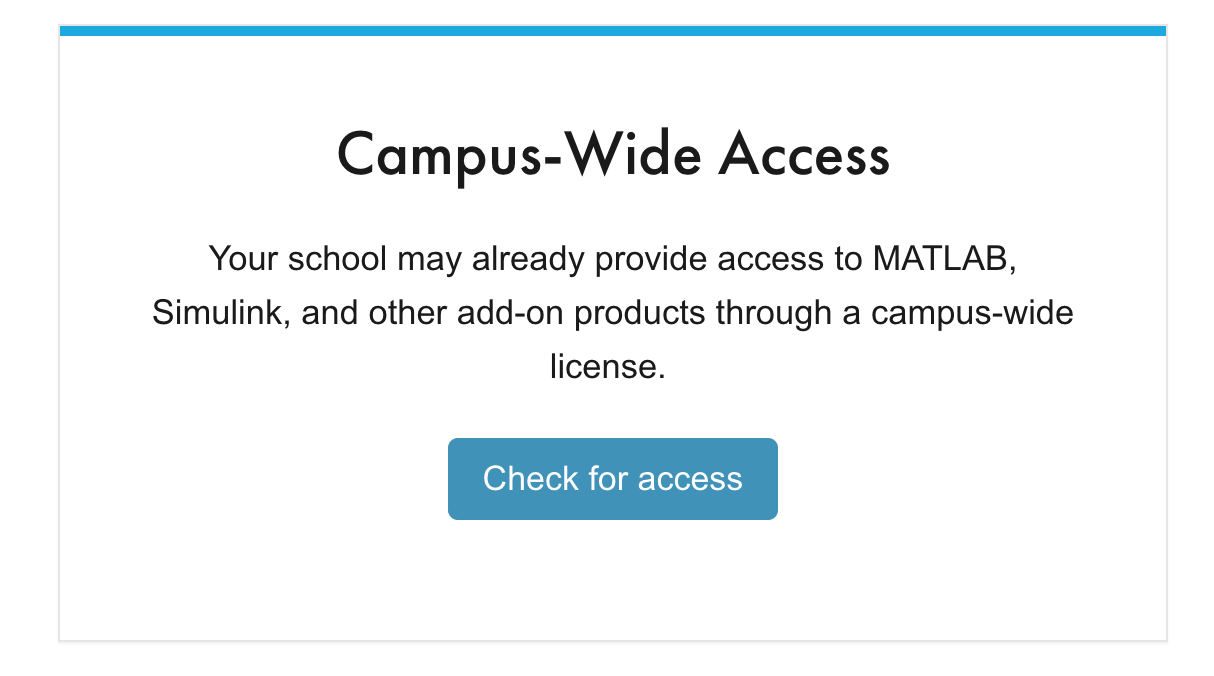 Campus-Wide Access
Your school may already provide access to MATLAB,
Simulink, and other add-on products through a campus-wide
license.
Check for access